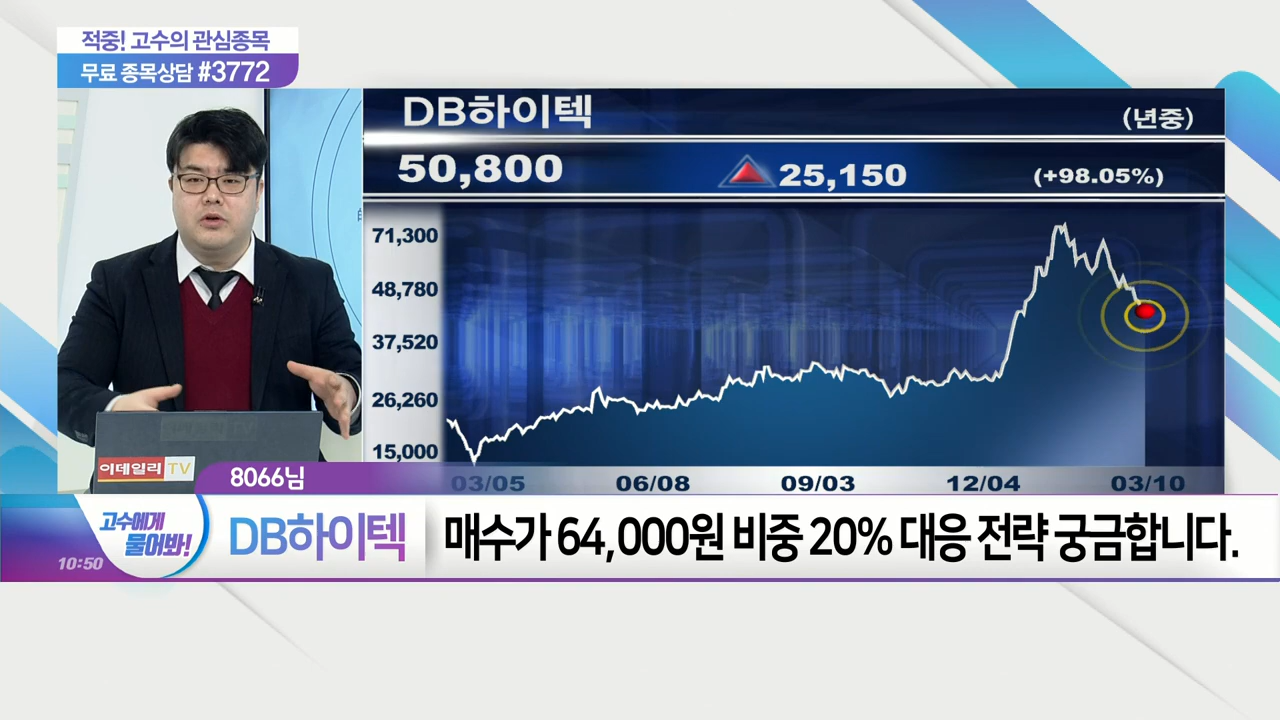 적중! 고수의 관심종목
무료 종목상담 #3772
DB하이텍
(년중)
50,800
25,150
(+98.05%)
71,300
48,780
37,520
26,260
15,000
03/05 06/08 09/03 12/04 03/10
이데일리 TV
8066님
고수에게
물어봐!
10:50
DB하이텍
매수가 64,000원 비중 20% 대응 전략 궁금합니다.